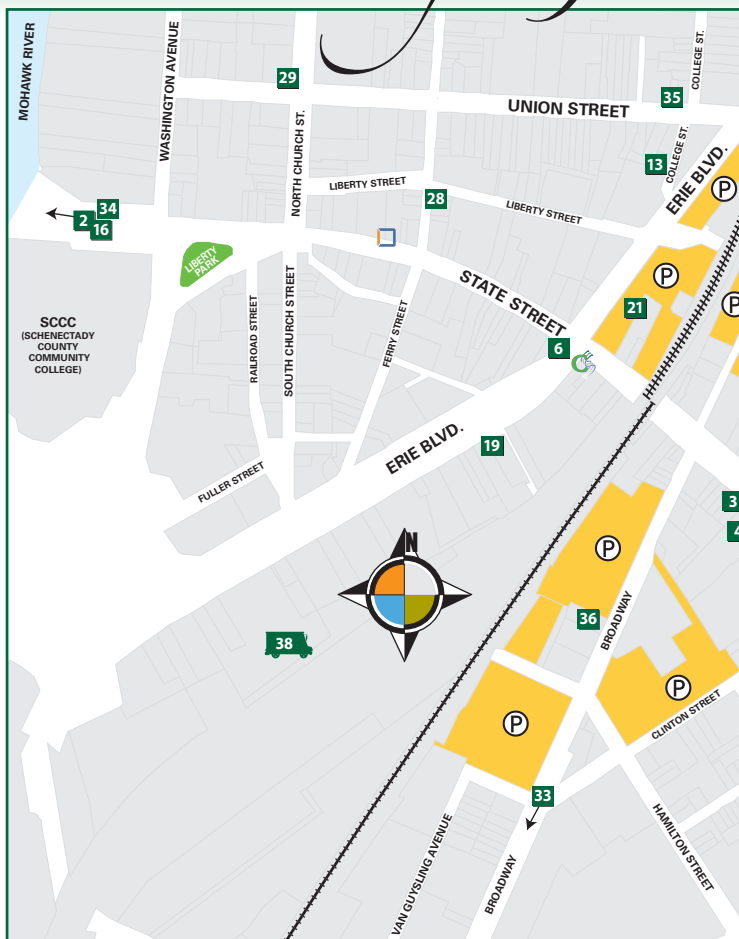 MOHAWK RIVER
WASHINGTON AVENUE
29
NORTH CHURCH ST.
UNION STREET
35
COLLEGE ST.
COLLEGE ST.
13
ERIE BLVD.
P
LIBERTY STREET
28
LIBERTY STREET
34
2
16
LIBERTY
PARK
STATE STREET
P
P
21
6
SCCC
(SCHENECTADY
COUNTY
COMMUNITY
COLLEGE)
RAILROAD STREET
SOUTH CHURCH STREET
FERRY STREET
ERIE BLVD.
19
FULLER STREET
3
4
N
P
36
BROADWAY
38
P
P
CLINTON STREET
33
HAMILTON STREET
VAN GUYSLING AVENUE
BROADWAY